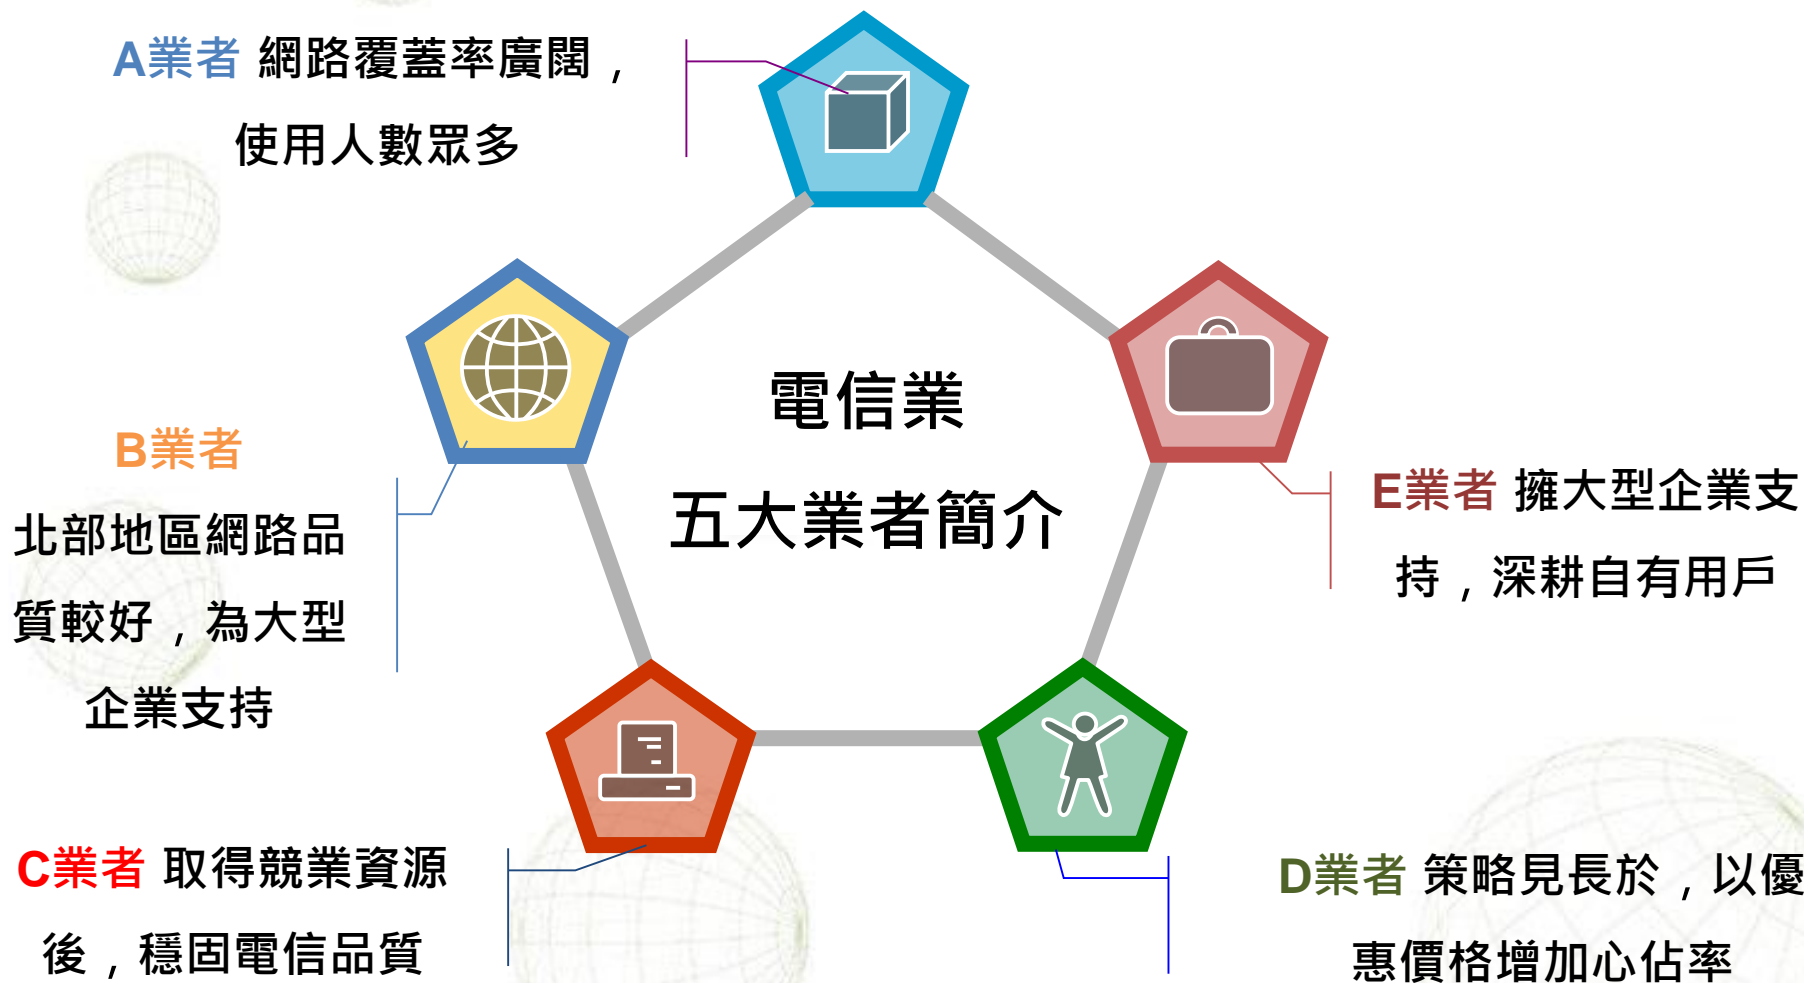 A業者 網路覆蓋率廣闊，
使用人數眾多
電信業
五大業者簡介
B業者
北部地區網路品
質較好，為大型
企業支持
E業者 擁大型企業支
持，深耕自有用戶
C業者 取得競業資源
後，穩固電信品質
D業者 策略見長於，以優
惠價格增加心佔率